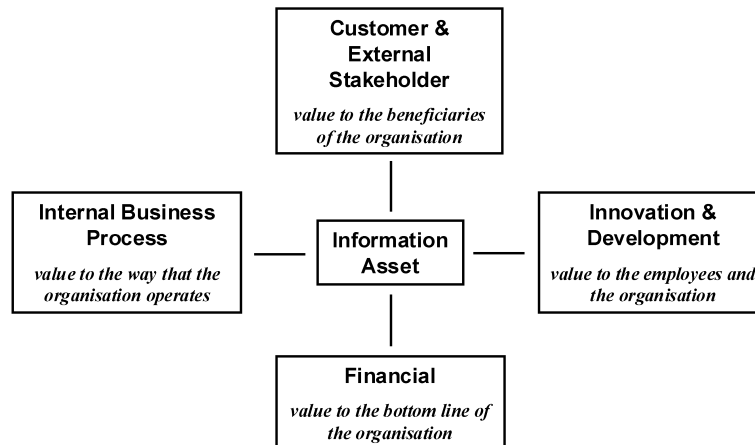 Customer &
External
Stakeholder
value to the beneficiaries
of the organisation
Internal Business
Process
value to the way that the
organisation operates
Information
Asset
Innovation &
Development
value to the employees and
the organisation
Financial
value to the bottom line of
the organisation